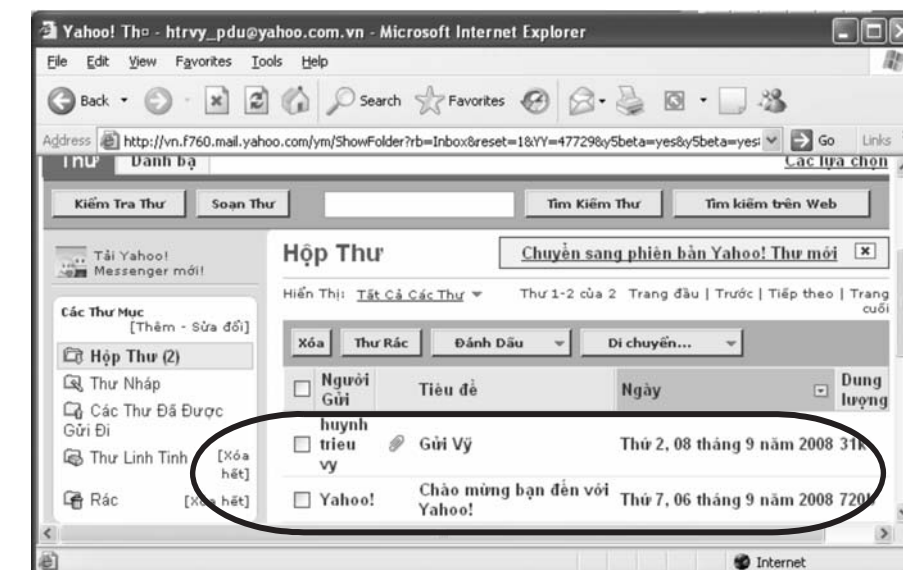 Yahoo! Th¤ - htrvy_pdu@yahoo.com.vn - Microsoft Internet Explorer
File Edit View Favorites Tools Help
Back Search Favorites
Address http://vn.f760.mail.yahoo.com/ym/ShowFolder?rb=Inbox&reset=1&YY=47729&y5beta=yes&y5beta=yes Go Links
Thư Danh bạ Các lựa chọn
Kiểm Tra Thư Soạn Thư Tìm Kiếm Thư Tìm kiếm trên Web
Tải Yahoo!
Messenger mới!
Các Thư Mục
[Thêm - Sửa đổi]
Hộp Thư (2)
Thư Nháp
Các Thư Đã Được
Gửi Đi
Thư Linh Tinh [Xóa
hết]
Rác [Xóa hết]
Hộp Thư Chuyển sang phiên bản Yahoo! Thư mới
Hiển Thị: Tất Cả Các Thư Thư 1-2 của 2 Trang đầu | Trước | Tiếp theo | Trang
cuối
Xóa Thư Rác Đánh Dấu Di chuyển...
Người
Gửi Tiêu đề Ngày Dung
lượng
huynh
trieu
vy Gửi Vỹ Thứ 2, 08 tháng 9 năm 2008 31k
Yahoo! Chào mừng bạn đến với
Yahoo! Thứ 7, 06 tháng 9 năm 2008
Internet